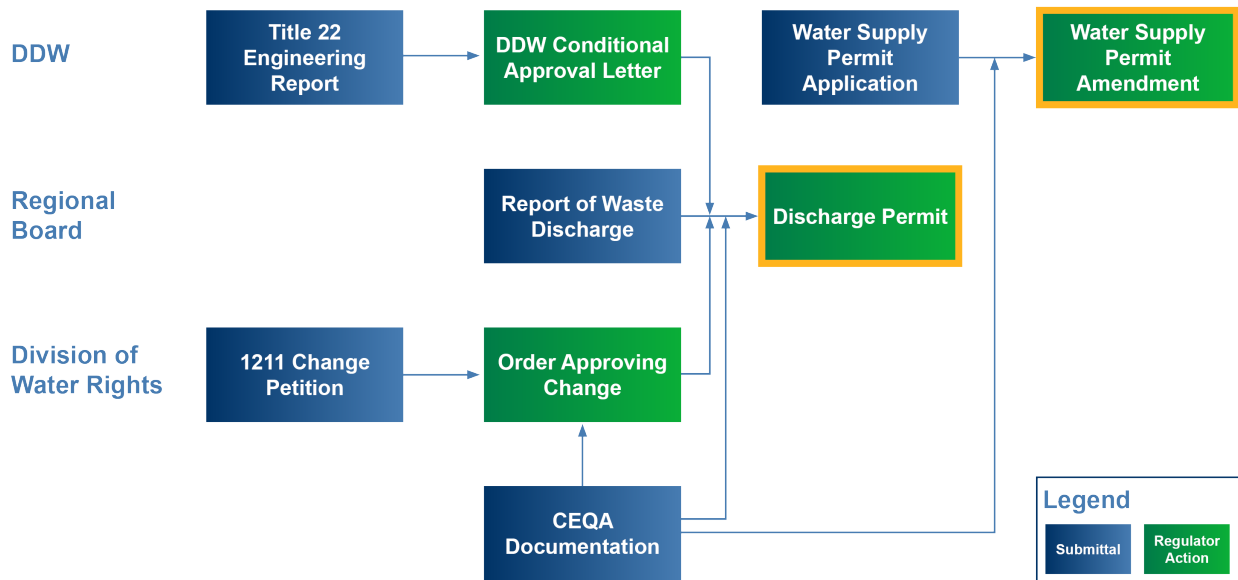 DDW
Title 22
Engineering
Report
DDW Conditional
Approval Letter
Water Supply
Permit
Application
Water Supply
Permit
Amendment
Regional
Board
Report of Waste
Discharge
Discharge Permit
Division of
Water Rights
1211 Change
Petition
Order Approving
Change
CEQA
Documentation
Legend
Submittal
Regulator
Action